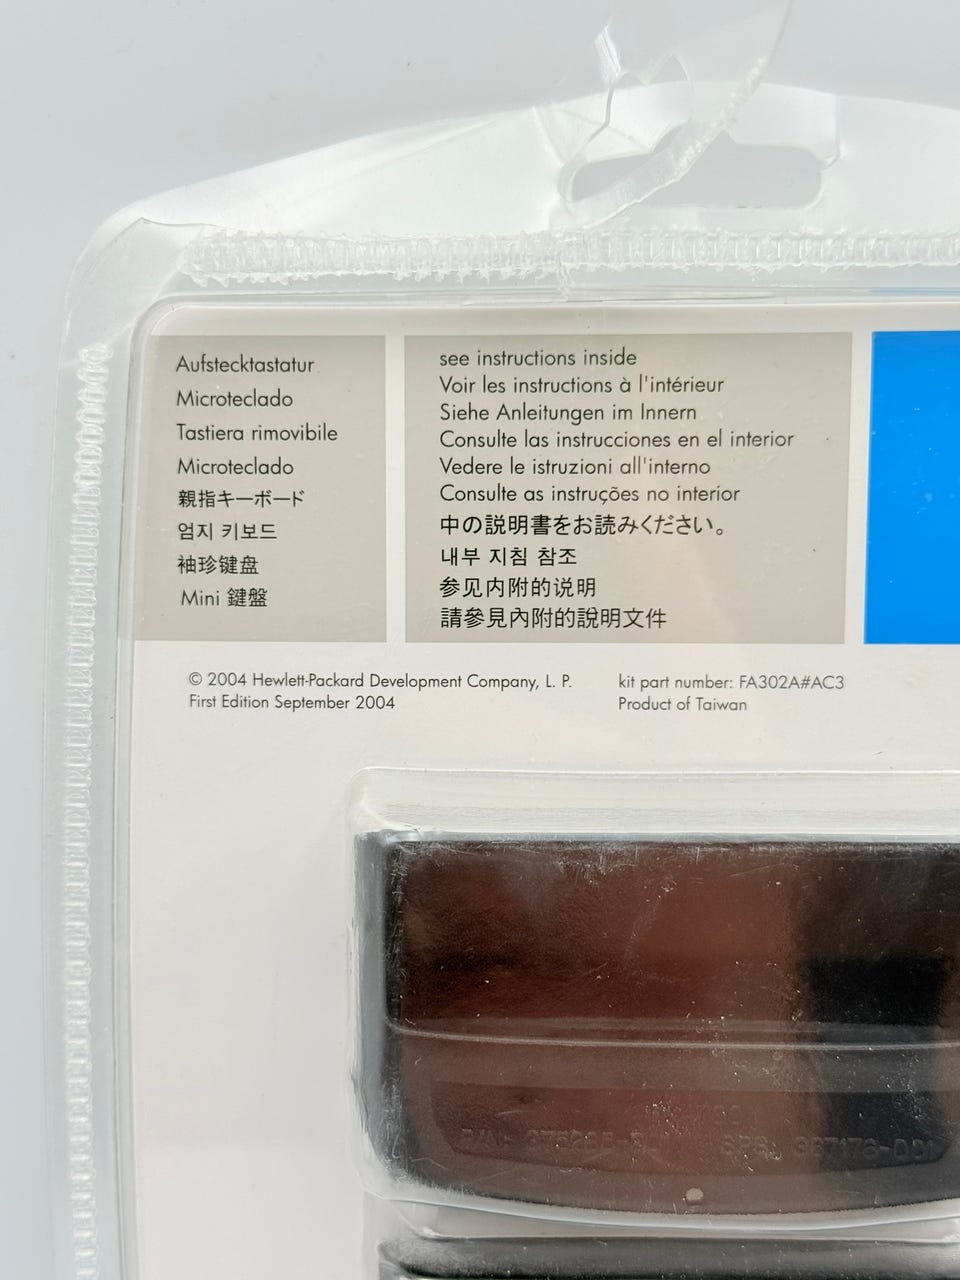 Aufstecktastatur
Microteclado
Tastiera rimovibile
Microteclado
親指キーボード
엄지 키보드
袖珍键盘
Mini 鍵盤
see instructions inside
Voir les instructions à l'intérieur
Siehe Anleitungen im Innern
Consulte las instrucciones en el interior
Vedere le istruzioni all'interno
Consulte as instruções no interior
中の説明書をお読みください。
내부 지침 참조
参见内附的说明
請參見內附的說明文件
© 2004 Hewlett-Packard Development Company, L. P.
First Edition September 2004
kit part number: FA302A#AC3
Product of Taiwan